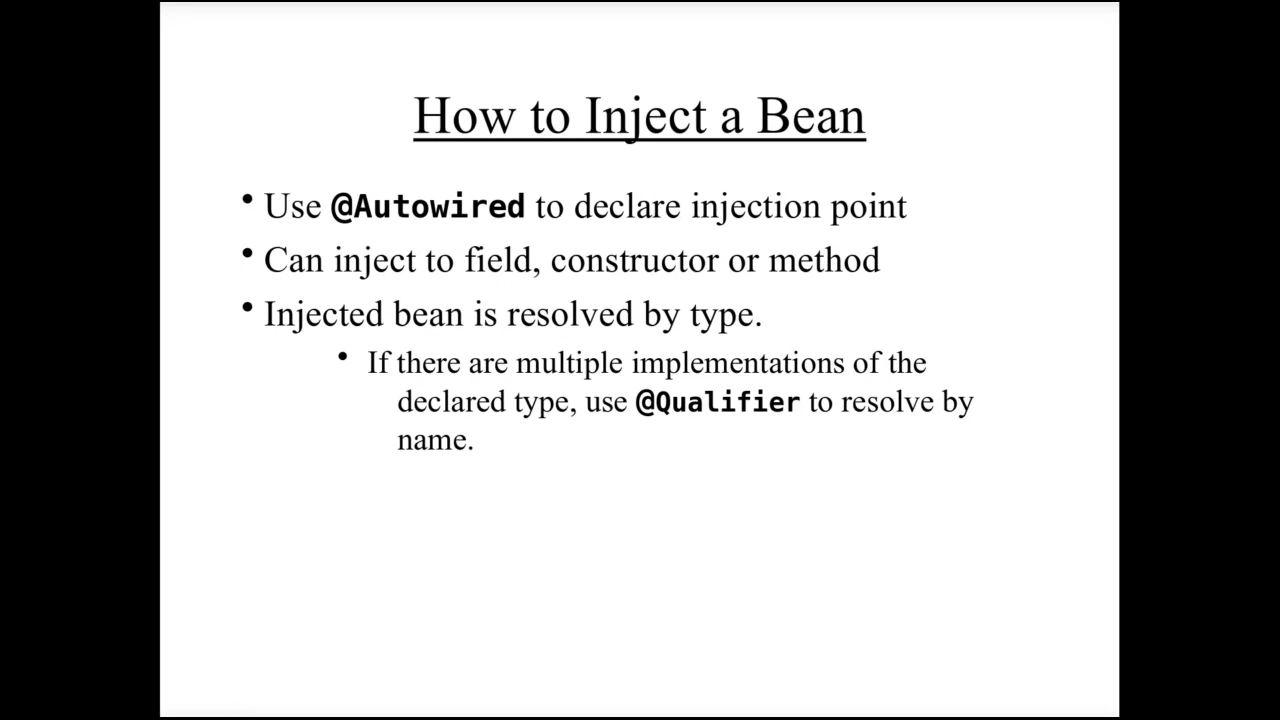 How to Inject a Bean
• Use @Autowired to declare injection point
• Can inject to field, constructor or method
• Injected bean is resolved by type.
• If there are multiple implementations of the
declared type, use @Qualifier to resolve by
name.